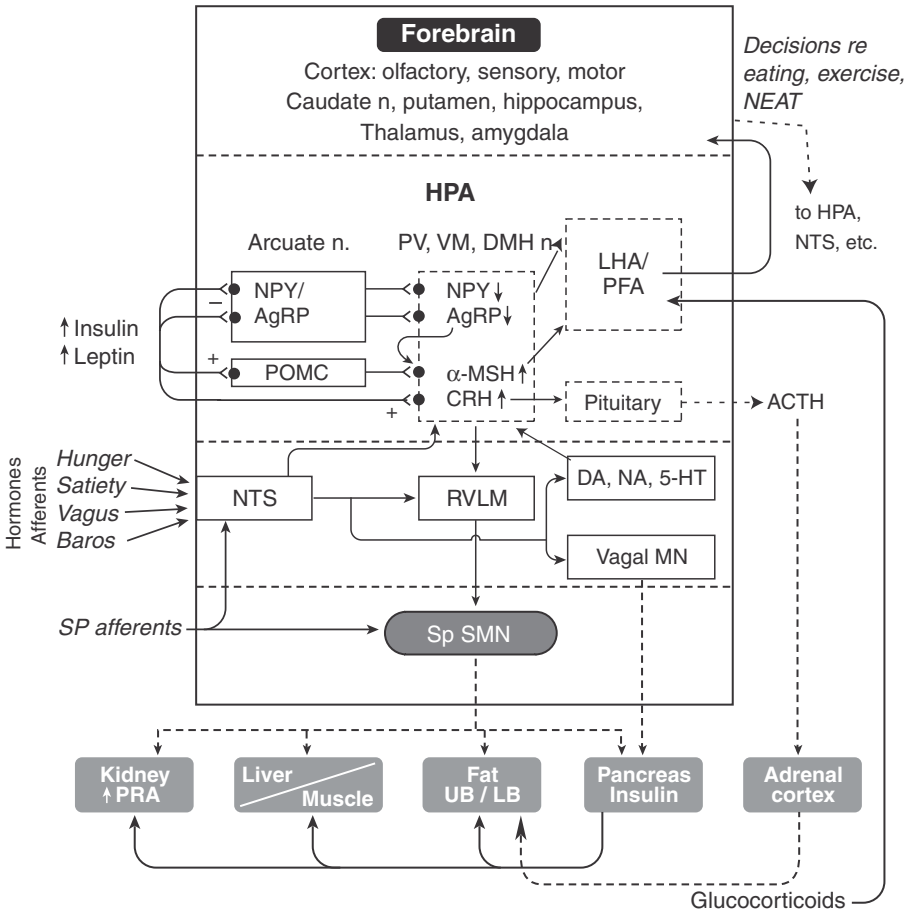 Forebrain
Cortex: olfactory, sensory, motor
Caudate n, putamen, hippocampus,
Thalamus, amygdala
Decisions re
eating, exercise,
NEAT
to HPA,
NTS, etc.
HPA
Arcuate n.
PV, VM, DMH n.
LHA/
PFA
NPY/
AgRP
NPY↓
AgRP↓
−
↑ Insulin
↑ Leptin
+
POMC
α-MSH↑
CRH↑
+
Pituitary
ACTH
Hormones
Afferents
Hunger
Satiety
Vagus
Baros
NTS
RVLM
DA, NA, 5-HT
Vagal MN
SP afferents
Sp SMN
Kidney
↑PRA
Liver
Muscle
Fat
UB / LB
Pancreas
Insulin
Adrenal
cortex
Glucocorticoids